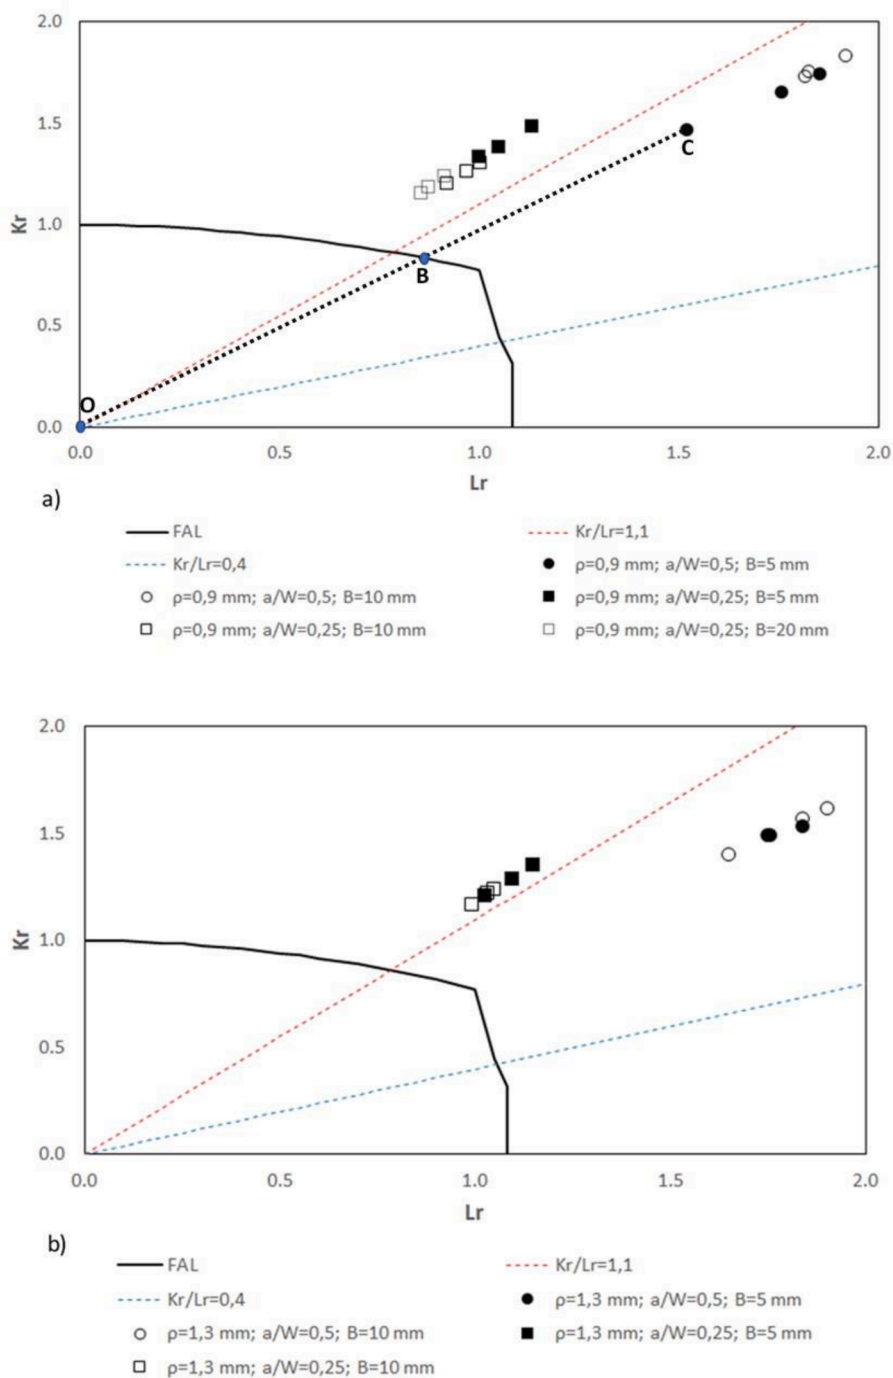 2.0
1.5
1.0
0.5
0.0
Kr
C
B
O
0.0 0.5 1.0 1.5 2.0
Lr
a)
FAL Kr/Lr=1,1
Kr/Lr=0,4 ρ=0,9 mm; a/W=0,5; B=5 mm
ρ=0,9 mm; a/W=0,5; B=10 mm ρ=0,9 mm; a/W=0,25; B=5 mm
ρ=0,9 mm; a/W=0,25; B=10 mm ρ=0,9 mm; a/W=0,25; B=20 mm
2.0
1.5
1.0
0.5
0.0
Kr
0.0 0.5 1.0 1.5 2.0
Lr
b)
FAL Kr/Lr=1,1
Kr/Lr=0,4 ρ=1,3 mm; a/W=0,5; B=5 mm
ρ=1,3 mm; a/W=0,5; B=10 mm ρ=1,3 mm; a/W=0,25; B=5 mm
ρ=1,3 mm; a/W=0,25; B=10 mm